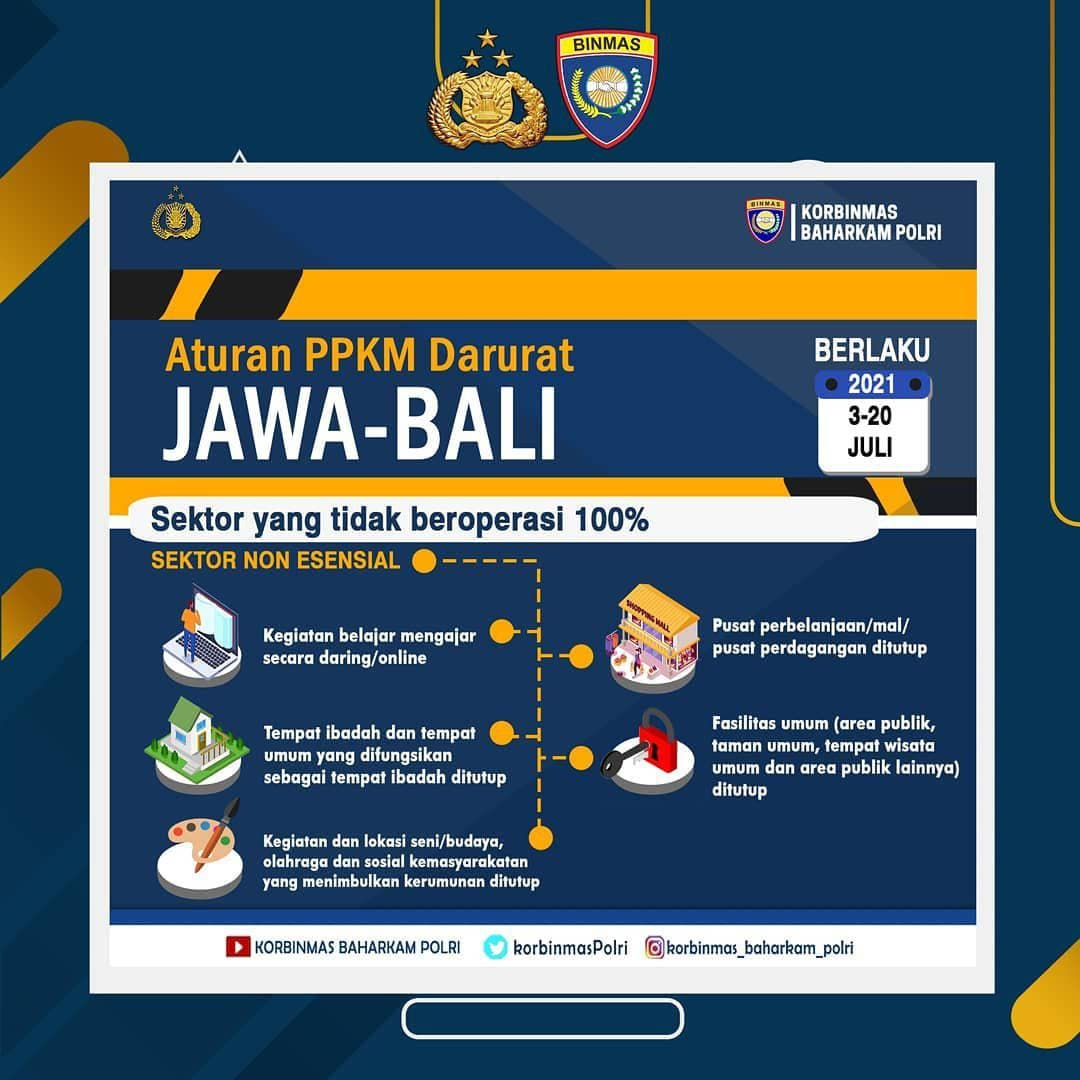 BINMAS
BINMAS
KORBINMAS
BAHARKAM POLRI
Aturan PPKM Darurat
JAWA-BALI
BERLAKU
2021
3-20
JULI
Sektor yang tidak beroperasi 100%
SEKTOR NON ESENSIAL
Kegiatan belajar mengajar
secara daring/online
Tempat ibadah dan tempat
umum yang difungsikan
sebagai tempat ibadah ditutup
Kegiatan dan lokasi seni/budaya,
olahraga dan sosial kemasyarakatan
yang menimbulkan kerumunan ditutup
SHOPPING MALL
Pusat perbelanjaan/mal/
pusat perdagangan ditutup
Fasilitas umum (area publik,
taman umum, tempat wisata
umum dan area publik lainnya)
ditutup
KORBINMAS BAHARKAM POLRI
korbinmasPolri
korbinmas_baharkam_polri